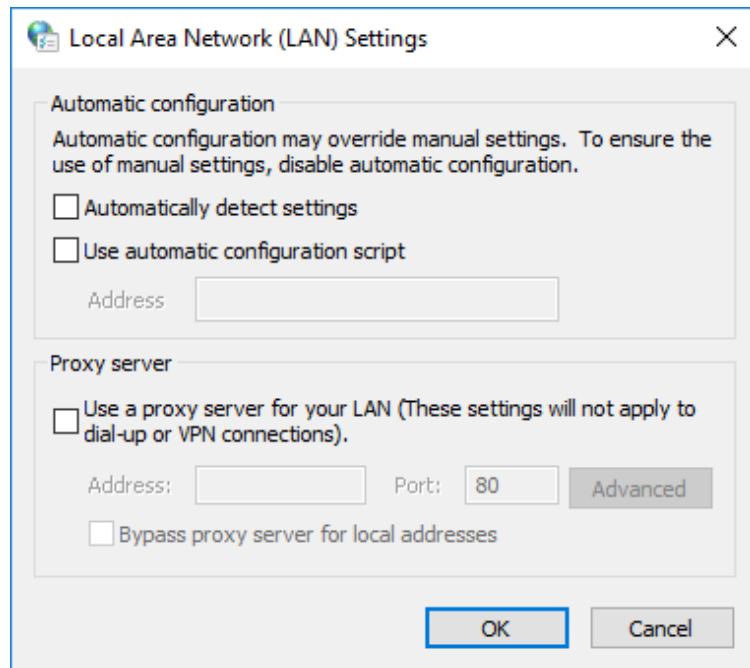 Local Area Network (LAN) Settings
Automatic configuration
Automatic configuration may override manual settings.  To ensure the
use of manual settings, disable automatic configuration.
Automatically detect settings
Use automatic configuration script
Address
Proxy server
Use a proxy server for your LAN (These settings will not apply to
dial-up or VPN connections).
Address: Port: 80 Advanced
Bypass proxy server for local addresses
OK Cancel